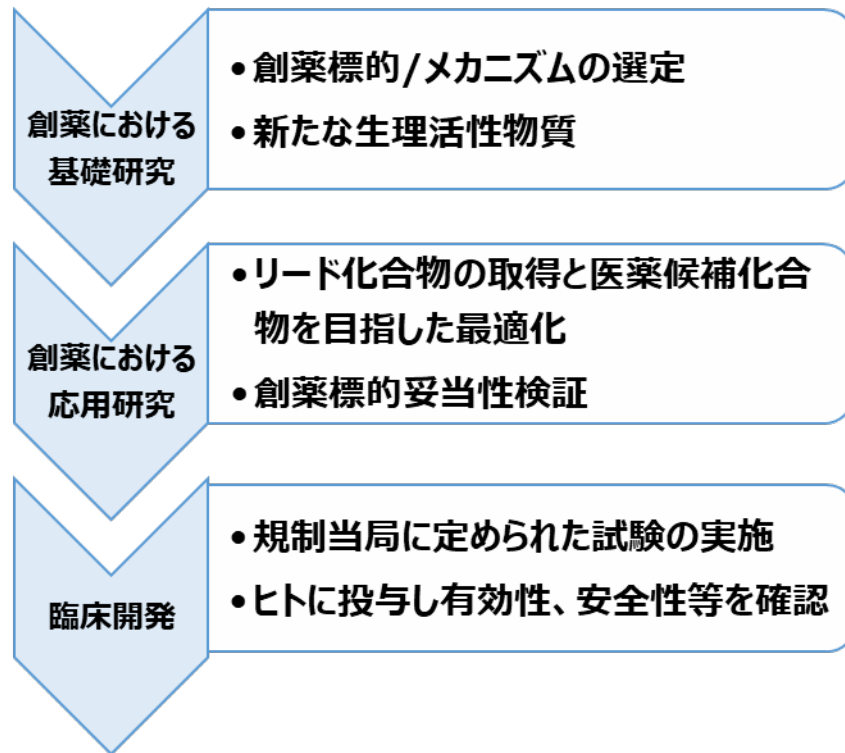 創薬における
基礎研究
•創薬標的/メカニズムの選定
•新たな生理活性物質
創薬における
応用研究
•リード化合物の取得と医薬候補化合
物を目指した最適化
•創薬標的妥当性検証
臨床開発
•規制当局に定められた試験の実施
•ヒトに投与し有効性、安全性等を確認